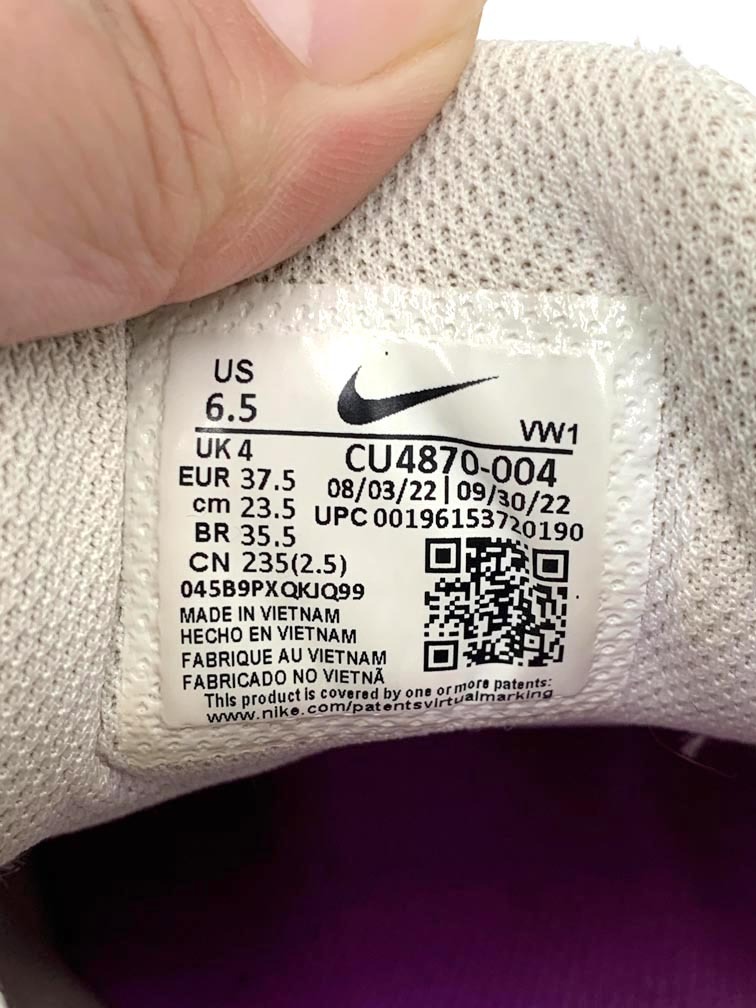 US
6.5
VW1
UK 4
CU4870-004
EUR 37.5
08/03/22 | 09/30/22
cm 23.5
UPC 00196153720190
BR 35.5
CN 235(2.5)
045B9PXQKJQ99
MADE IN VIETNAM
HECHO EN VIETNAM
FABRIQUE AU VIETNAM
FABRICADO NO VIETNÃ
This product is covered by one or more patents:
www.nike.com/patentsvirtualmarking